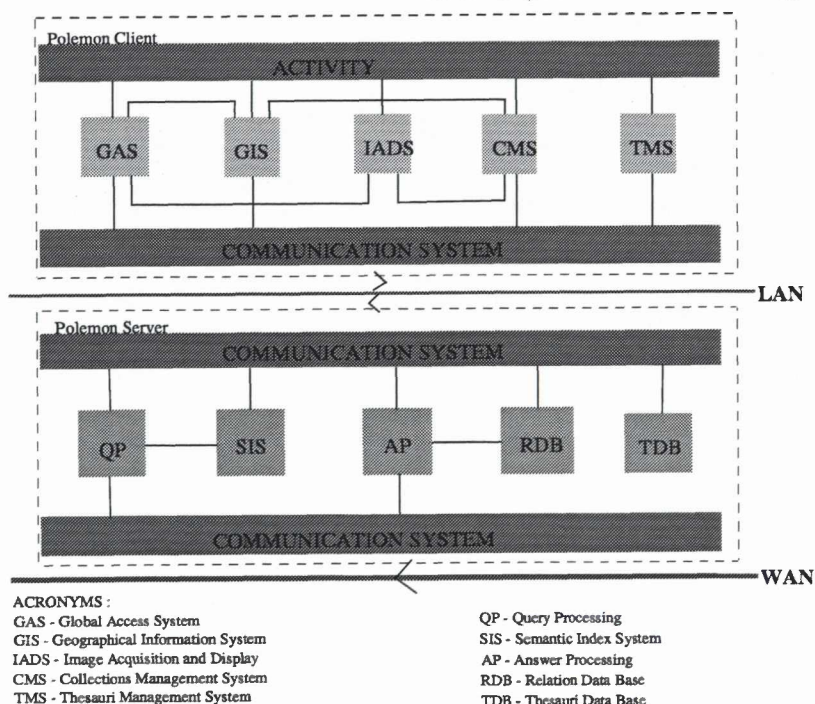 Polemon Client
ACTIVITY
GAS
GIS
IADS
CMS
TMS
COMMUNICATION SYSTEM
LAN
Polemon Server
COMMUNICATION SYSTEM
QP
SIS
AP
RDB
TDB
COMMUNICATION SYSTEM
WAN
ACRONYMS :
GAS - Global Access System
GIS - Geographical Information System
IADS - Image Acquisition and Display
CMS - Collections Management System
TMS - Thesauri Management System
QP - Query Processing
SIS - Semantic Index System
AP - Answer Processing
RDB - Relation Data Base
TDB - Thesauri Data Base